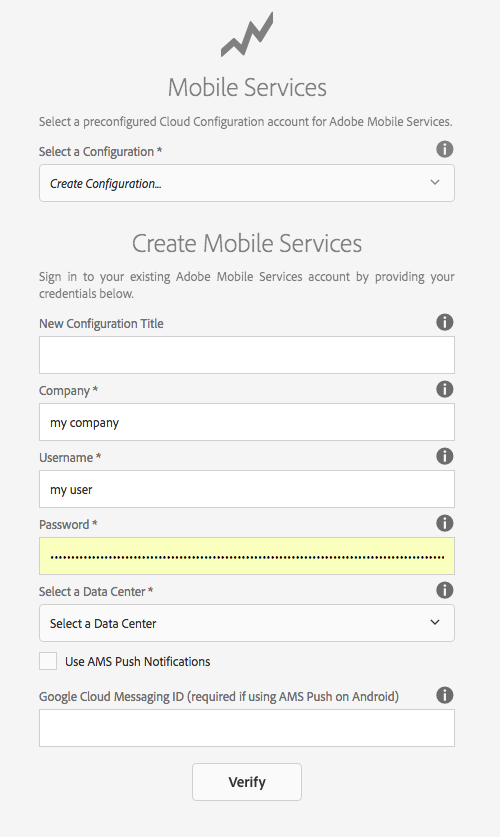 Mobile Services
Select a preconfigured Cloud Configuration account for Adobe Mobile Services.
Select a Configuration *
Create Configuration...
Create Mobile Services
Sign in to your existing Adobe Mobile Services account by providing your
credentials below.
New Configuration Title
Company *
my company
Username *
my user
Password *
Select a Data Center *
Select a Data Center
Use AMS Push Notifications
Google Cloud Messaging ID (required if using AMS Push on Android)
Verify